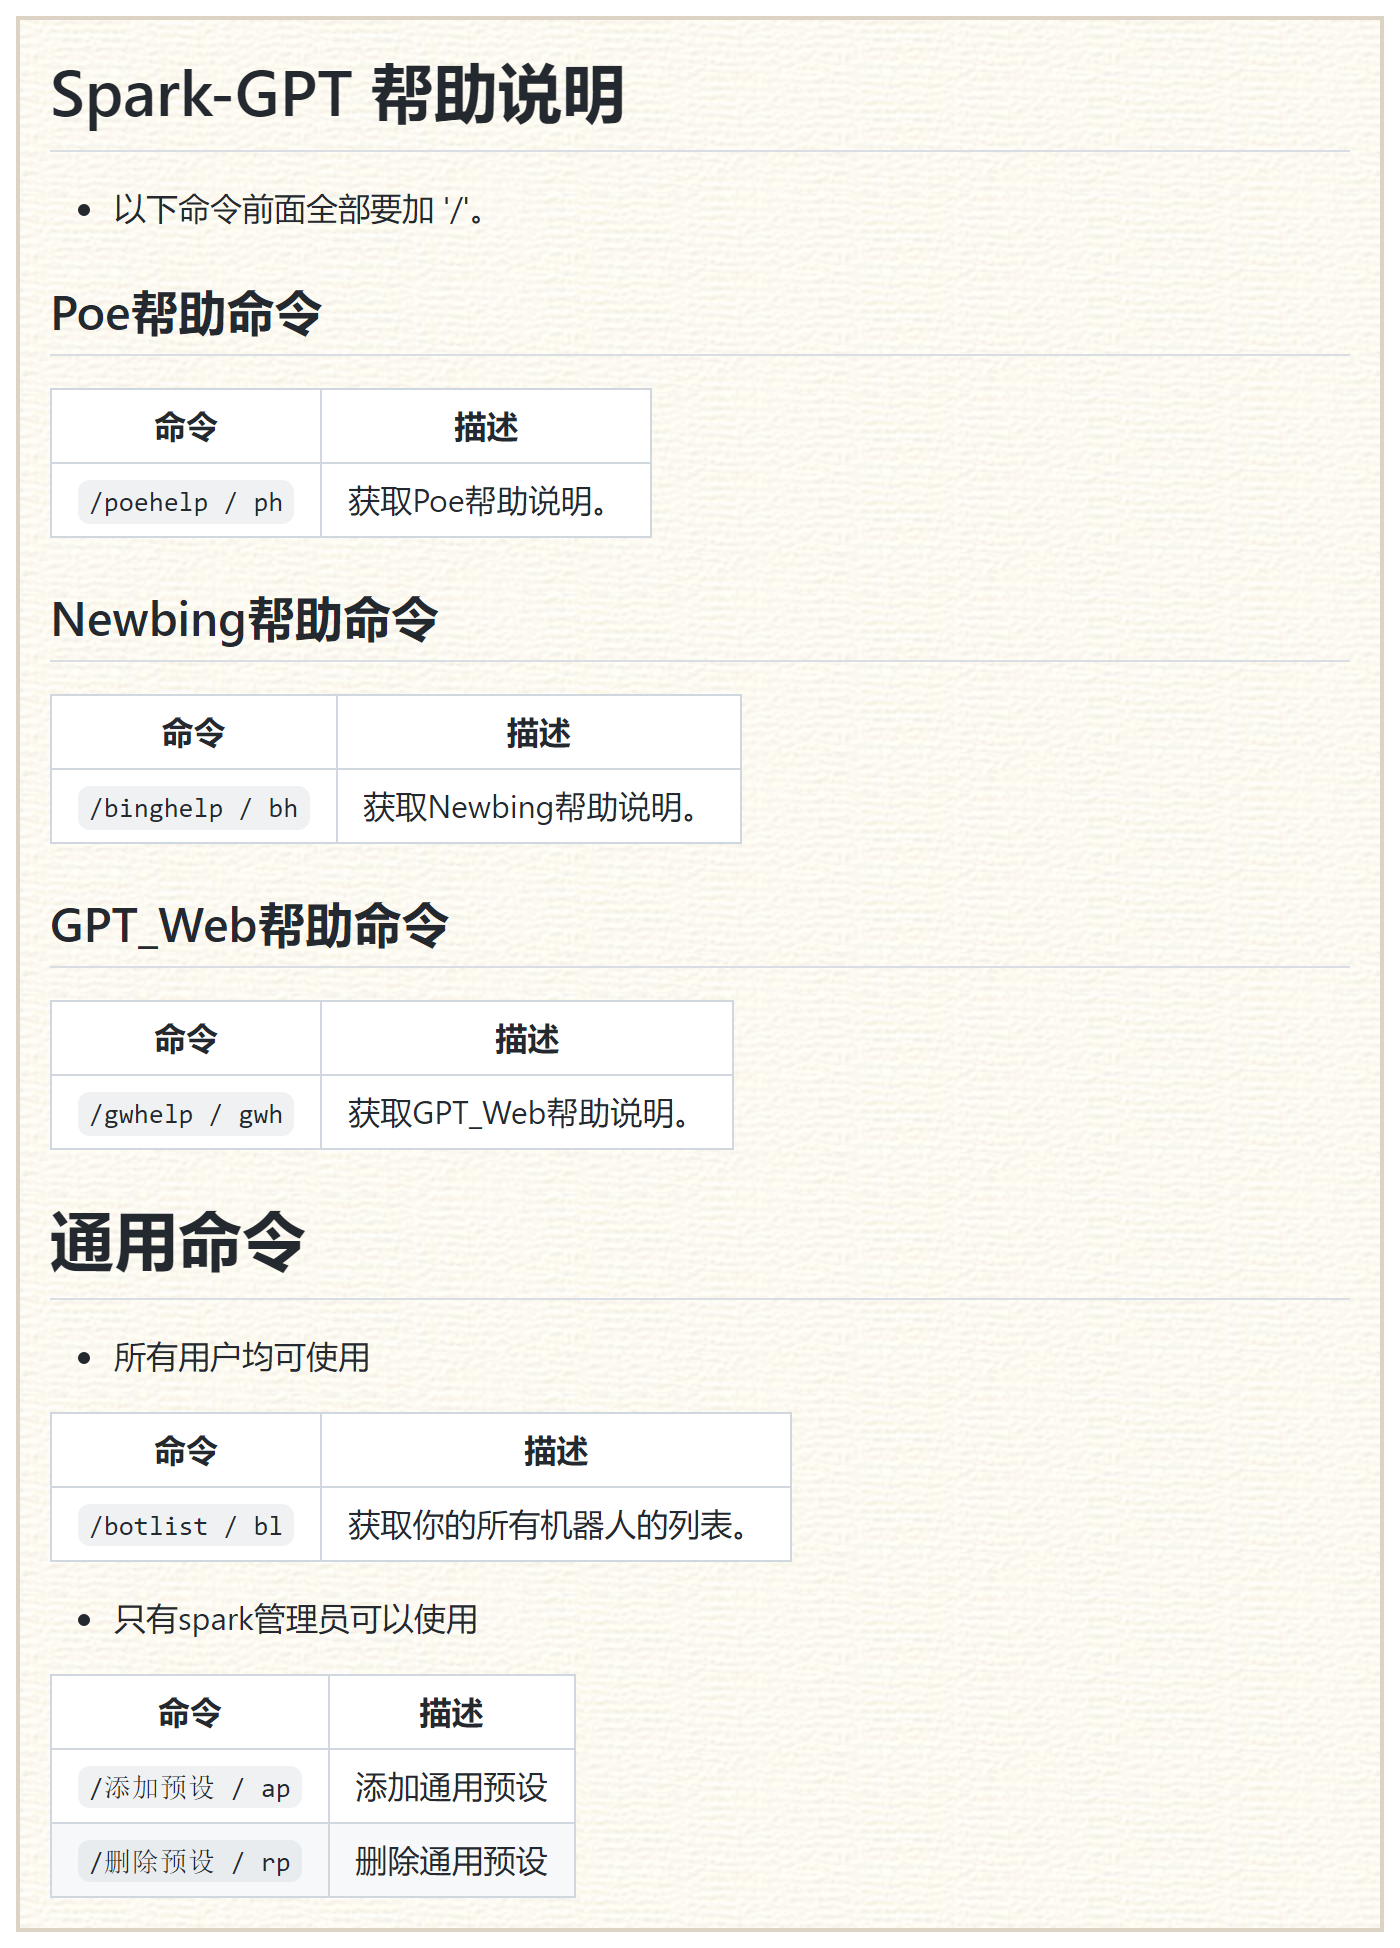 Spark-GPT 帮助说明
以下命令前面全部要加 '/'。
Poe帮助命令
命令 描述
/poehelp / ph 获取Poe帮助说明。
Newbing帮助命令
命令 描述
/binghelp / bh 获取Newbing帮助说明。
GPT_Web帮助命令
命令 描述
/gwhelp / gwh 获取GPT_Web帮助说明。
通用命令
所有用户均可使用
命令 描述
/botlist / bl 获取你的所有机器人的列表。
只有spark管理员可以使用
命令 描述
/添加预设 / ap 添加通用预设
/删除预设 / rp 删除通用预设